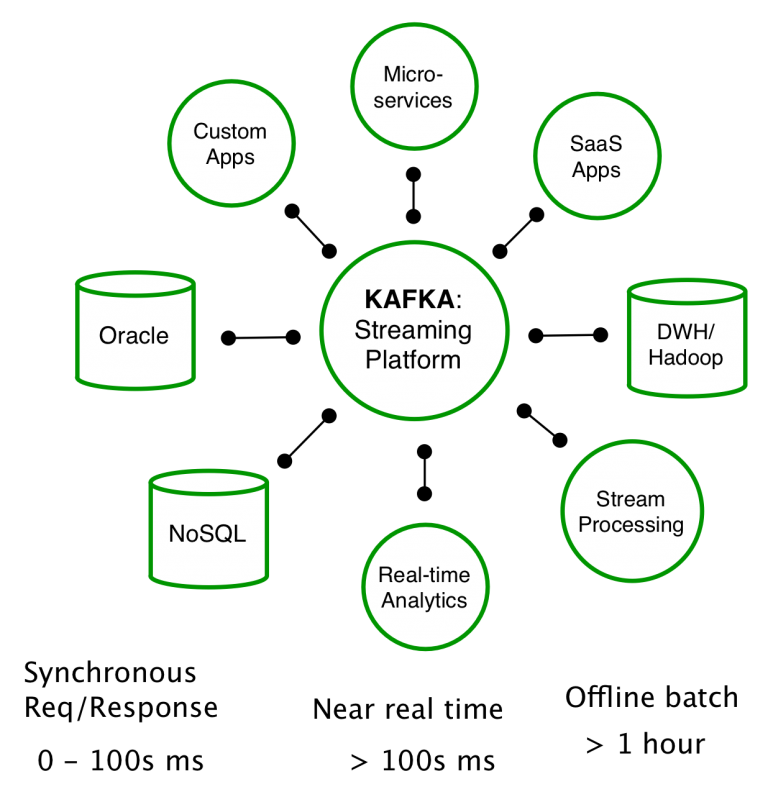 Micro-
services
Custom
Apps
SaaS
Apps
KAFKA:
Streaming
Platform
Oracle
DWH/
Hadoop
NoSQL
Stream
Processing
Real-time
Analytics
Synchronous
Req/Response
0 – 100s ms
Near real time
> 100s ms
Offline batch
> 1 hour